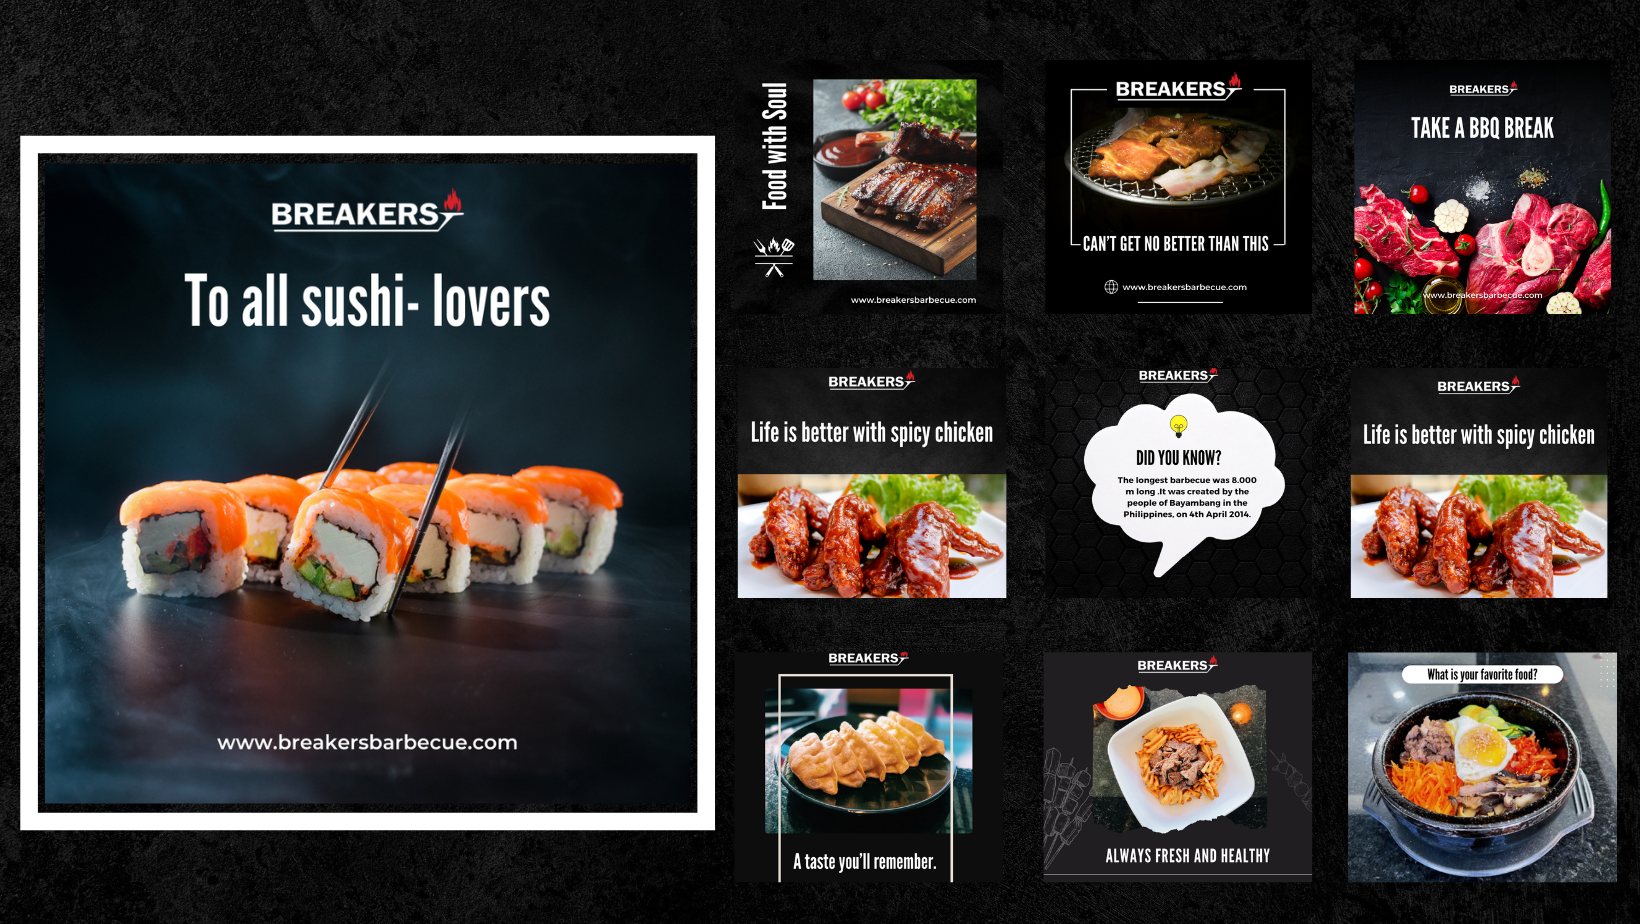 BREAKERS
To all sushi- lovers
www.breakersbarbecue.com
Food with Soul
www.breakersbarbecue.com
BREAKERS
CAN'T GET NO BETTER THAN THIS
www.breakersbarbecue.com
BREAKERS
TAKE A BBQ BREAK
www.breakersbarbecue.com
BREAKERS
Life is better with spicy chicken
BREAKERS
DID YOU KNOW?
The longest barbecue was 8.000
m long .It was created by the
people of Bayambang in the
Philippines, on 4th April 2014.
BREAKERS
Life is better with spicy chicken
BREAKERS
A taste you'll remember.
BREAKERS
ALWAYS FRESH AND HEALTHY
What is your favorite food?